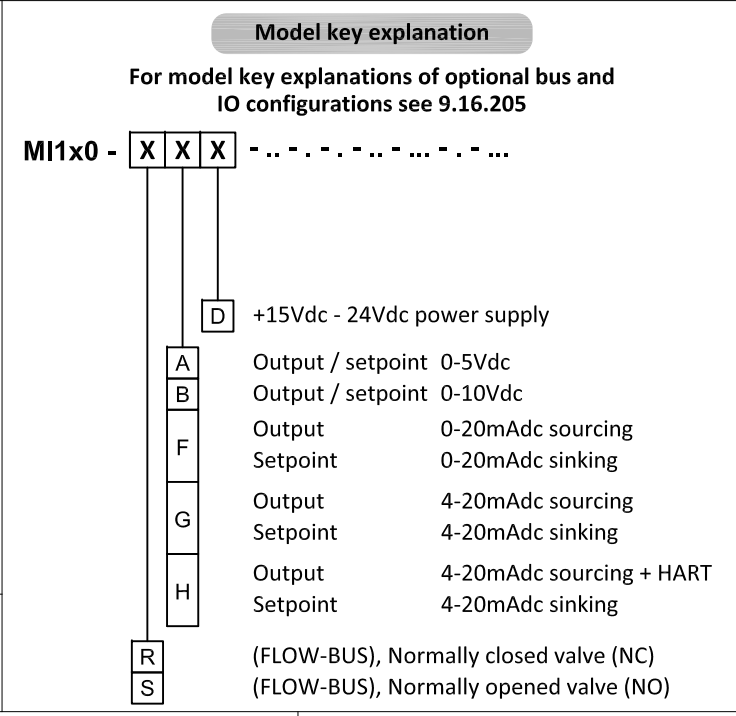 Model key explanation
For model key explanations of optional bus and
IO configurations see 9.16.205
MI1x0 - X X X - .. - . - . - .. - ... - . - ...
D +15Vdc - 24Vdc power supply
A Output / setpoint 0-5Vdc
B Output / setpoint 0-10Vdc
F Output 0-20mAdc sourcing
Setpoint 0-20mAdc sinking
G Output 4-20mAdc sourcing
Setpoint 4-20mAdc sinking
H Output 4-20mAdc sourcing + HART
Setpoint 4-20mAdc sinking
R (FLOW-BUS), Normally closed valve (NC)
S (FLOW-BUS), Normally opened valve (NO)